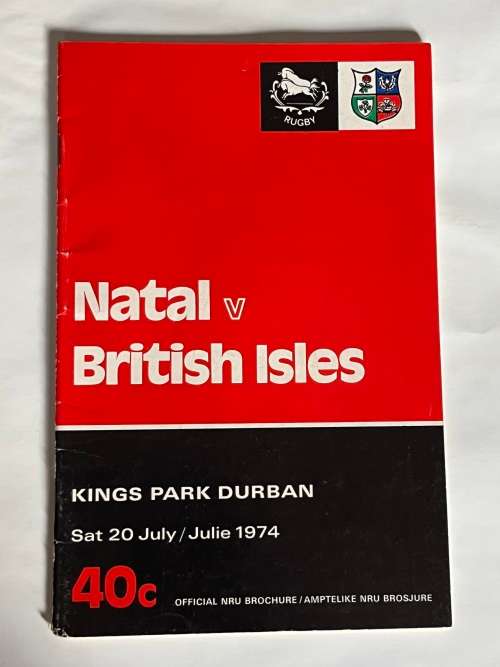 RUGBY
Natal v
British Isles
KINGS PARK DURBAN
Sat 20 July/Julie 1974
40c
OFFICIAL NRU BROCHURE/AMPTELIKE NRU BROSJURE